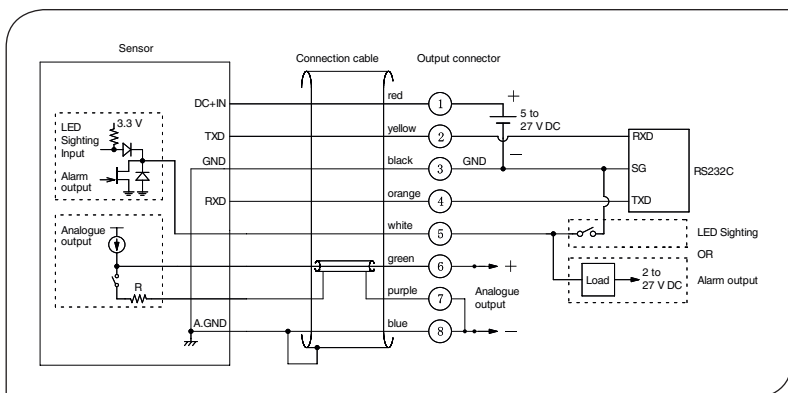 Sensor
Connection cable
Output connector
DC+IN
red
1
+
5 to
27 V DC
−
LED
Sighting
Input
3.3 V
Alarm
output
TXD
yellow
2
RXD
GND
black
3
GND
SG
RS232C
RXD
orange
4
TXD
white
5
LED Sighting
OR
Analogue
output
R
green
6
+
Load
2 to
27 V DC
Alarm output
purple
7
Analogue
output
A.GND
blue
8
−